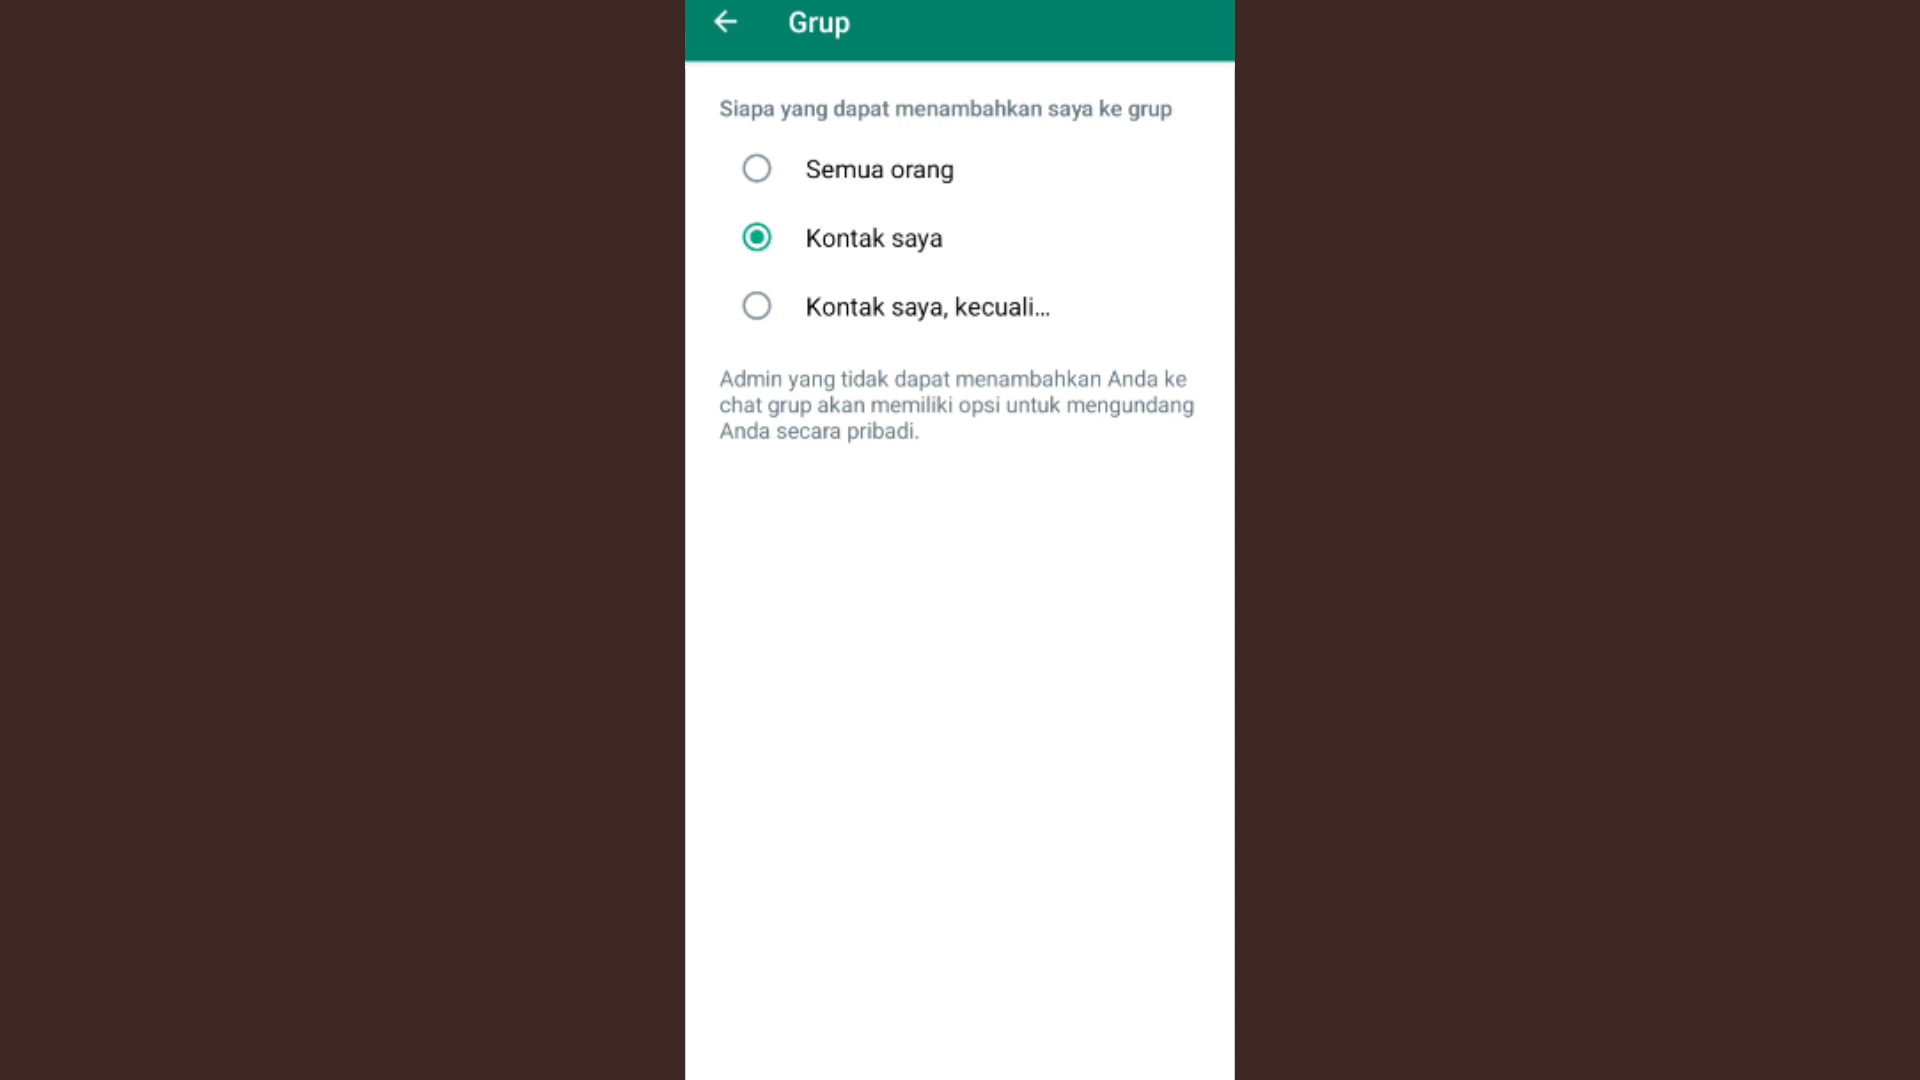 Grup
Siapa yang dapat menambahkan saya ke grup
Semua orang
Kontak saya
Kontak saya, kecuali...
Admin yang tidak dapat menambahkan Anda ke
chat grup akan memiliki opsi untuk mengundang
Anda secara pribadi.